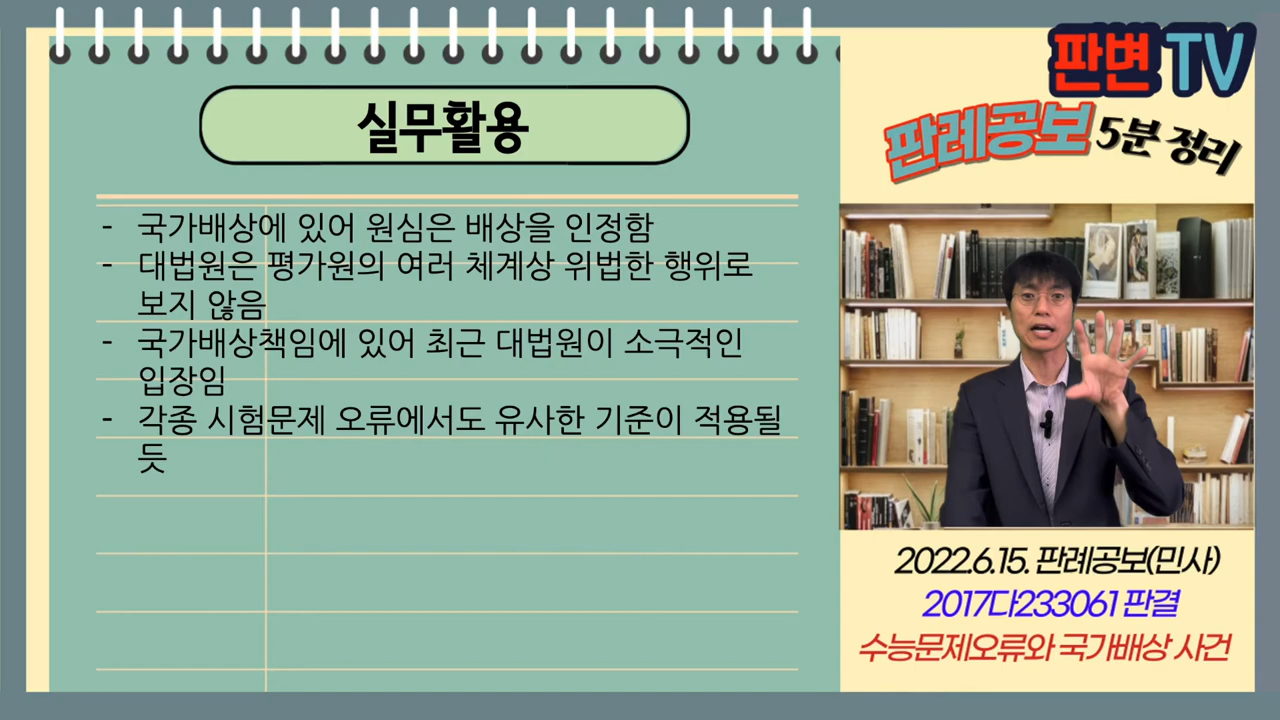 실무활용
- 국가배상에 있어 원심은 배상을 인정함
- 대법원은 평가원의 여러 체계상 위법한 행위로
보지 않음
- 국가배상책임에 있어 최근 대법원이 소극적인
입장임
- 각종 시험문제 오류에서도 유사한 기준이 적용될
듯
판변 TV
판례공보 5분 정리
2022.6.15. 판례공보(민사)
2017다233061 판결
수능문제오류와 국가배상 사건